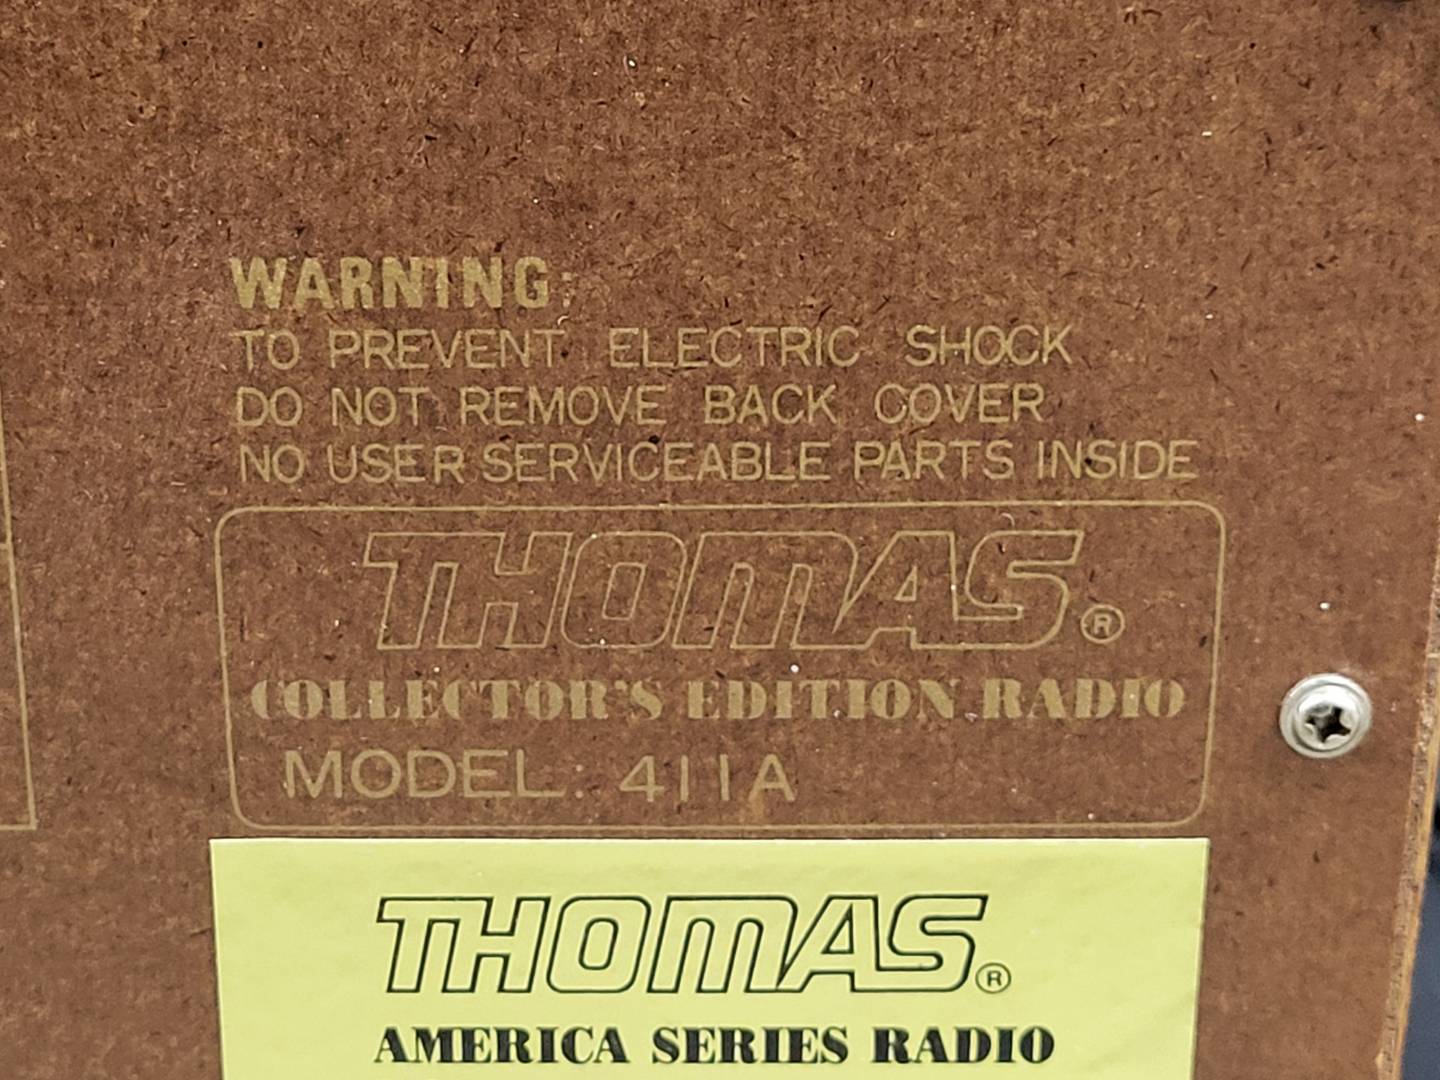 WARNING:
TO PREVENT ELECTRIC SHOCK
DO NOT REMOVE BACK COVER
NO USER SERVICEABLE PARTS INSIDE
THOMAS®
COLLECTOR'S EDITION RADIO
MODEL: 411A
THOMAS®
AMERICA SERIES RADIO